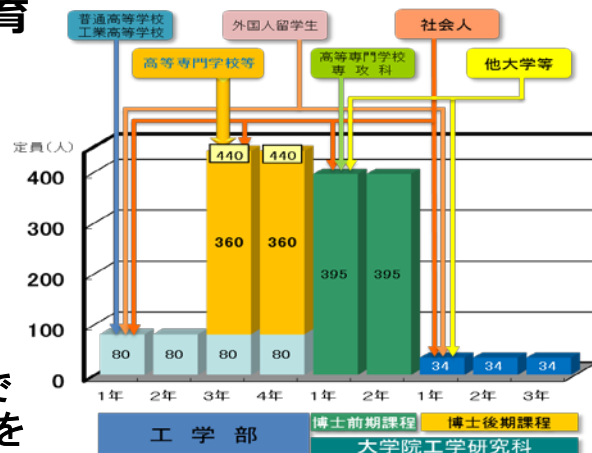 育
普通高等学校
工業高等学校
外国人留学生
社会人
高等専門学校等
高等専門学校
専攻科
他大学等
定員(人)
440
440
400
300
360
360
395
395
200
100
80
80
80
80
34
34
34
0
1年
2年
3年
4年
1年
2年
1年
2年
3年
で
を
工学部
博士前期課程
博士後期課程
大学院工学研究科